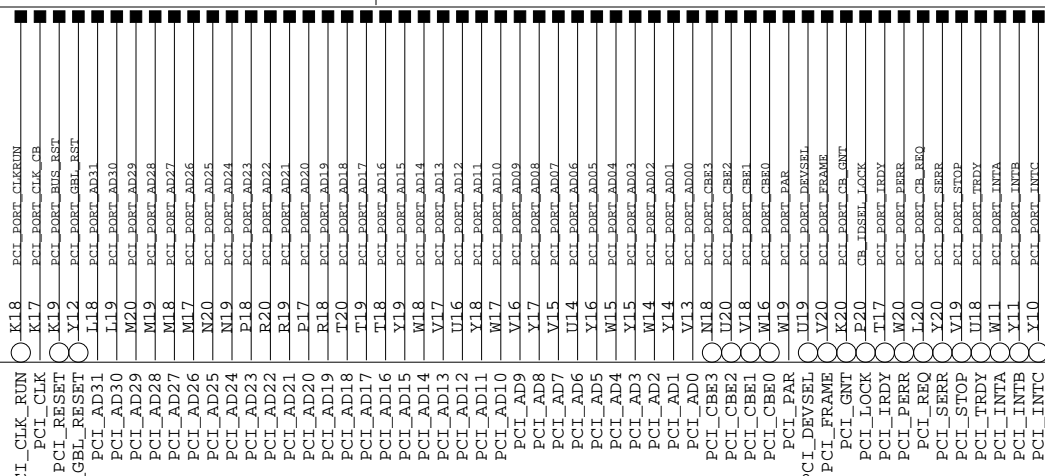 CI_CLK_RUN K18 PCI_PORT_CLKRUN
PCI_CLK K17 PCI_PORT_CLK_CB
PCI_RESET K19 PCI_PORT_BUS_RST
_GBL_RESET Y12 PCI_PORT_GBL_RST
PCI_AD31 L18 PCI_PORT_AD31
PCI_AD30 L19 PCI_PORT_AD30
PCI_AD29 M20 PCI_PORT_AD29
PCI_AD28 M19 PCI_PORT_AD28
PCI_AD27 M18 PCI_PORT_AD27
PCI_AD26 M17 PCI_PORT_AD26
PCI_AD25 N20 PCI_PORT_AD25
PCI_AD24 N19 PCI_PORT_AD24
PCI_AD23 P18 PCI_PORT_AD23
PCI_AD22 R20 PCI_PORT_AD22
PCI_AD21 R19 PCI_PORT_AD21
PCI_AD20 P17 PCI_PORT_AD20
PCI_AD19 R18 PCI_PORT_AD19
PCI_AD18 T20 PCI_PORT_AD18
PCI_AD17 T19 PCI_PORT_AD17
PCI_AD16 T18 PCI_PORT_AD16
PCI_AD15 Y19 PCI_PORT_AD15
PCI_AD14 W18 PCI_PORT_AD14
PCI_AD13 V17 PCI_PORT_AD13
PCI_AD12 U16 PCI_PORT_AD12
PCI_AD11 Y18 PCI_PORT_AD11
PCI_AD10 W17 PCI_PORT_AD10
PCI_AD9 V16 PCI_PORT_AD09
PCI_AD8 Y17 PCI_PORT_AD08
PCI_AD7 V15 PCI_PORT_AD07
PCI_AD6 U14 PCI_PORT_AD06
PCI_AD5 Y16 PCI_PORT_AD05
PCI_AD4 W15 PCI_PORT_AD04
PCI_AD3 Y15 PCI_PORT_AD03
PCI_AD2 W14 PCI_PORT_AD02
PCI_AD1 Y14 PCI_PORT_AD01
PCI_AD0 V13 PCI_PORT_AD00
PCI_CBE3 N18 PCI_PORT_CBE3
PCI_CBE2 U20 PCI_PORT_CBE2
PCI_CBE1 V18 PCI_PORT_CBE1
PCI_CBE0 W16 PCI_PORT_CBE0
PCI_PAR W19 PCI_PORT_PAR
PCI_DEVSEL U19 PCI_PORT_DEVSEL
PCI_FRAME V20 PCI_PORT_FRAME
PCI_GNT K20 PCI_PORT_CB_GNT
PCI_LOCK P20 CB_IDSEL_LOCK
PCI_IRDY T17 PCI_PORT_IRDY
PCI_PERR W20 PCI_PORT_PERR
PCI_REQ L20 PCI_PORT_CB_REQ
PCI_SERR Y20 PCI_PORT_SERR
PCI_STOP V19 PCI_PORT_STOP
PCI_TRDY U18 PCI_PORT_TRDY
PCI_INTA W11 PCI_PORT_INTA
PCI_INTB Y11 PCI_PORT_INTB
PCI_INTC Y10 PCI_PORT_INTC